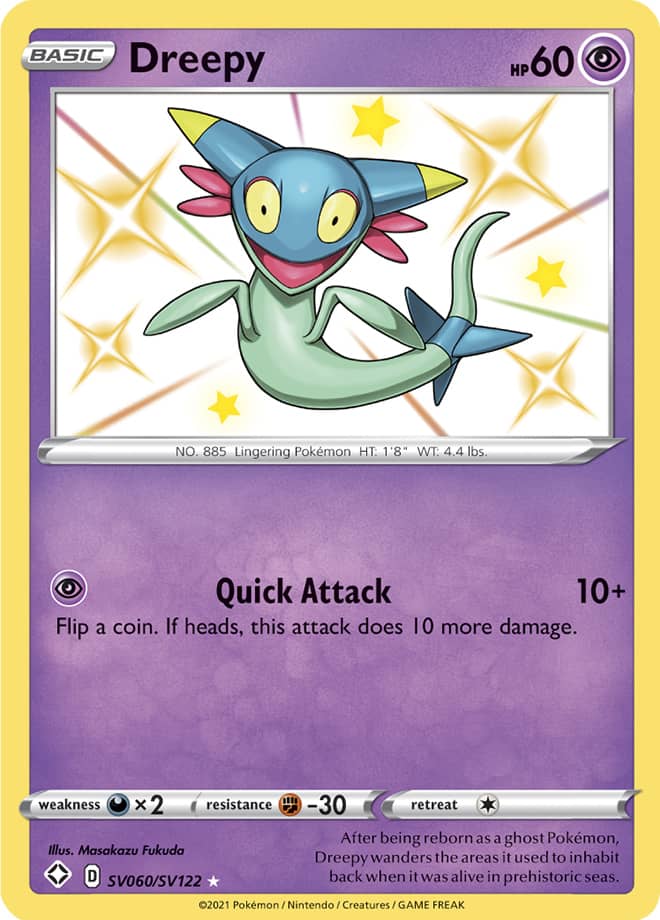 BASIC Dreepy HP60
NO. 885 Lingering Pokémon HT: 1'8" WT: 4.4 lbs.
Quick Attack 10+
Flip a coin. If heads, this attack does 10 more damage.
weakness ×2 resistance -30 retreat
Illus. Masakazu Fukuda
D SV060/SV122
After being reborn as a ghost Pokémon,
Dreepy wanders the areas it used to inhabit
back when it was alive in prehistoric seas.
©2021 Pokémon / Nintendo / Creatures / GAME FREAK